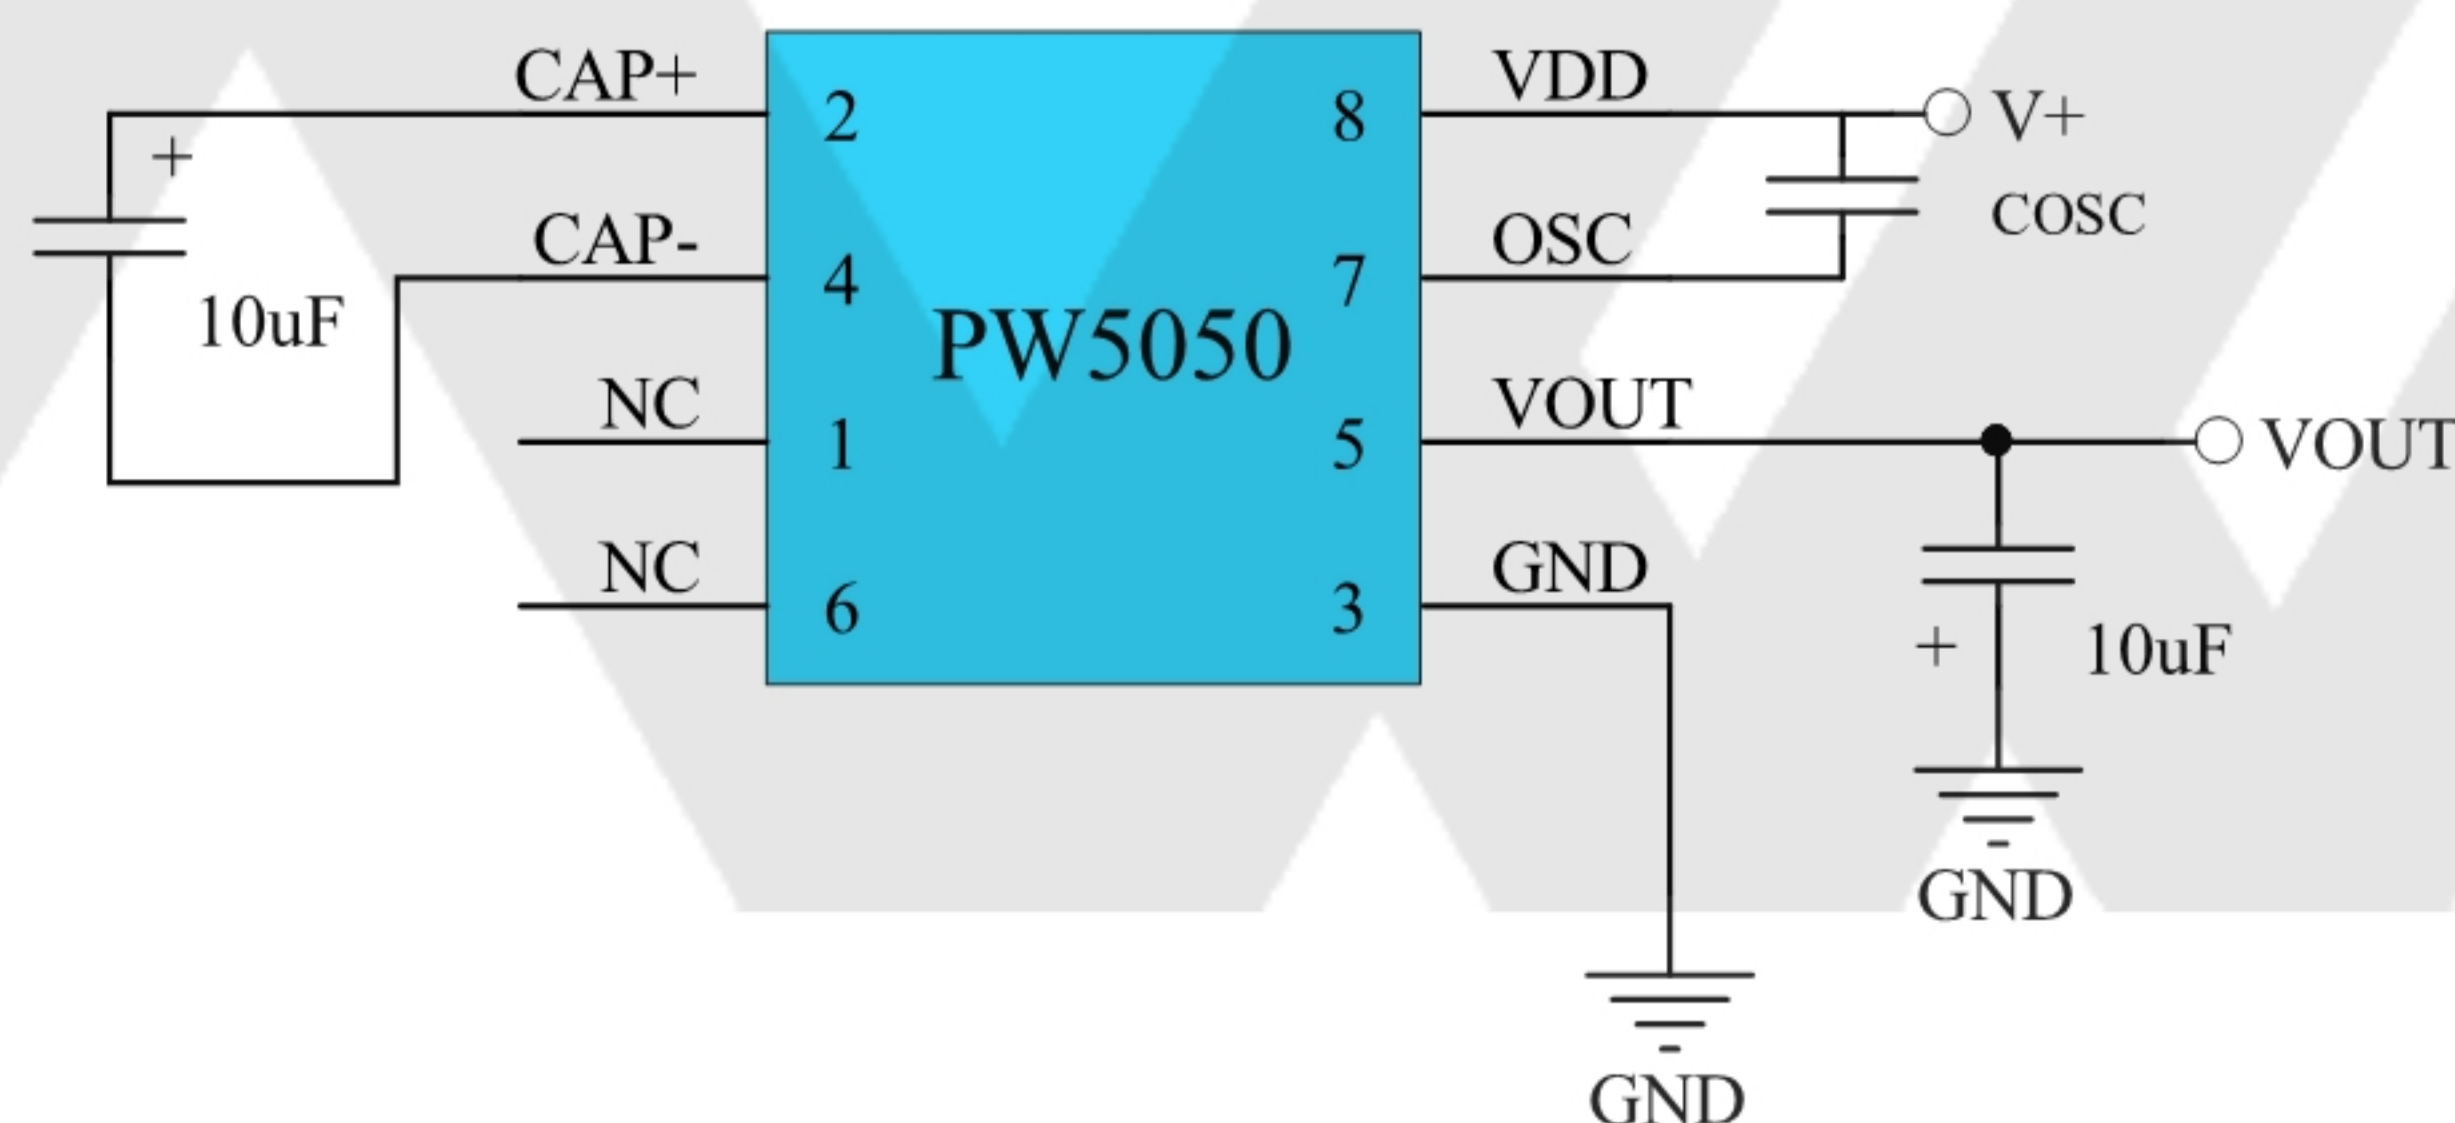 CAP+
2
8
VDD
V+
+
COSC
CAP-
4
7
OSC
10uF
PW5050
NC
1
5
VOUT
VOUT
NC
6
3
GND
+
10uF
GND
GND